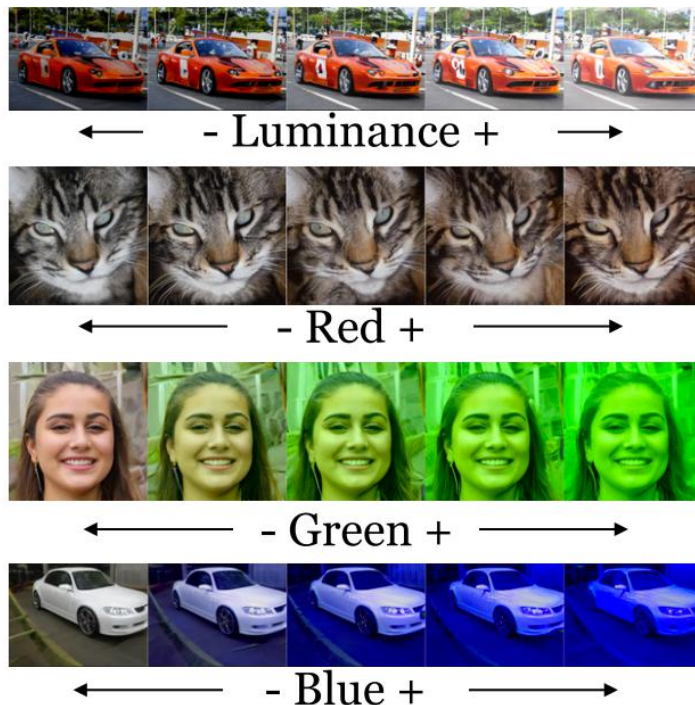 - Luminance +
- Red +
- Green +
- Blue +